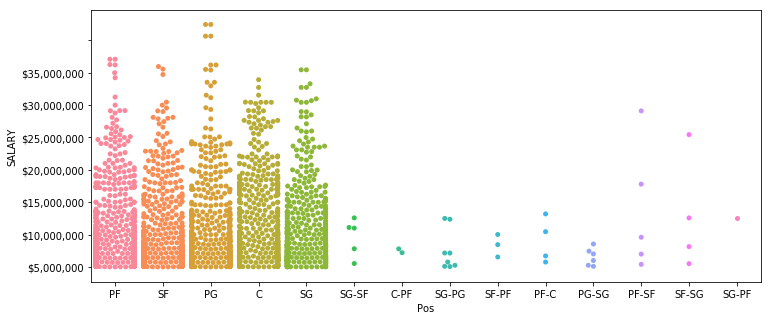 $35,000,000
$30,000,000
$25,000,000
$20,000,000
$15,000,000
$10,000,000
$5,000,000
SALARY
PF SF PG C SG SG-SF C-PF SG-PG SF-PF PF-C PG-SG PF-SF SF-SG SG-PF
Pos